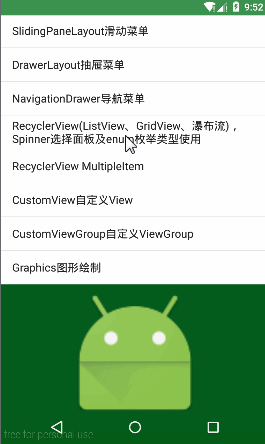 9:52
SlidingPaneLayout滑动菜单
DrawerLayout抽屉菜单
NavigationDrawer导航菜单
RecyclerView(ListView、GridView、瀑布流)，
Spinner选择面板及enum枚举类型使用
RecyclerView MultipleItem
CustomView自定义View
CustomViewGroup自定义ViewGroup
Graphics图形绘制
free for personal use